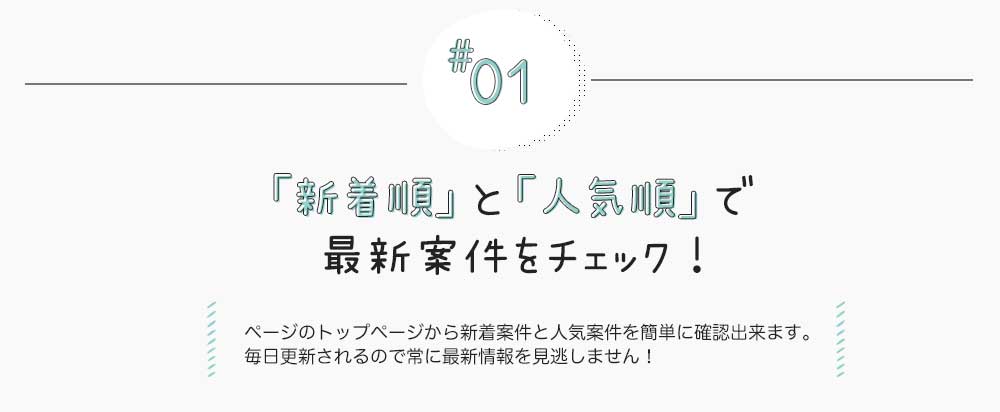 #01
「新着順」と「人気順」で
最新案件をチェック！
ページのトップページから新着案件と人気案件を簡単に確認出来ます。
毎日更新されるので常に最新情報を見逃しません！